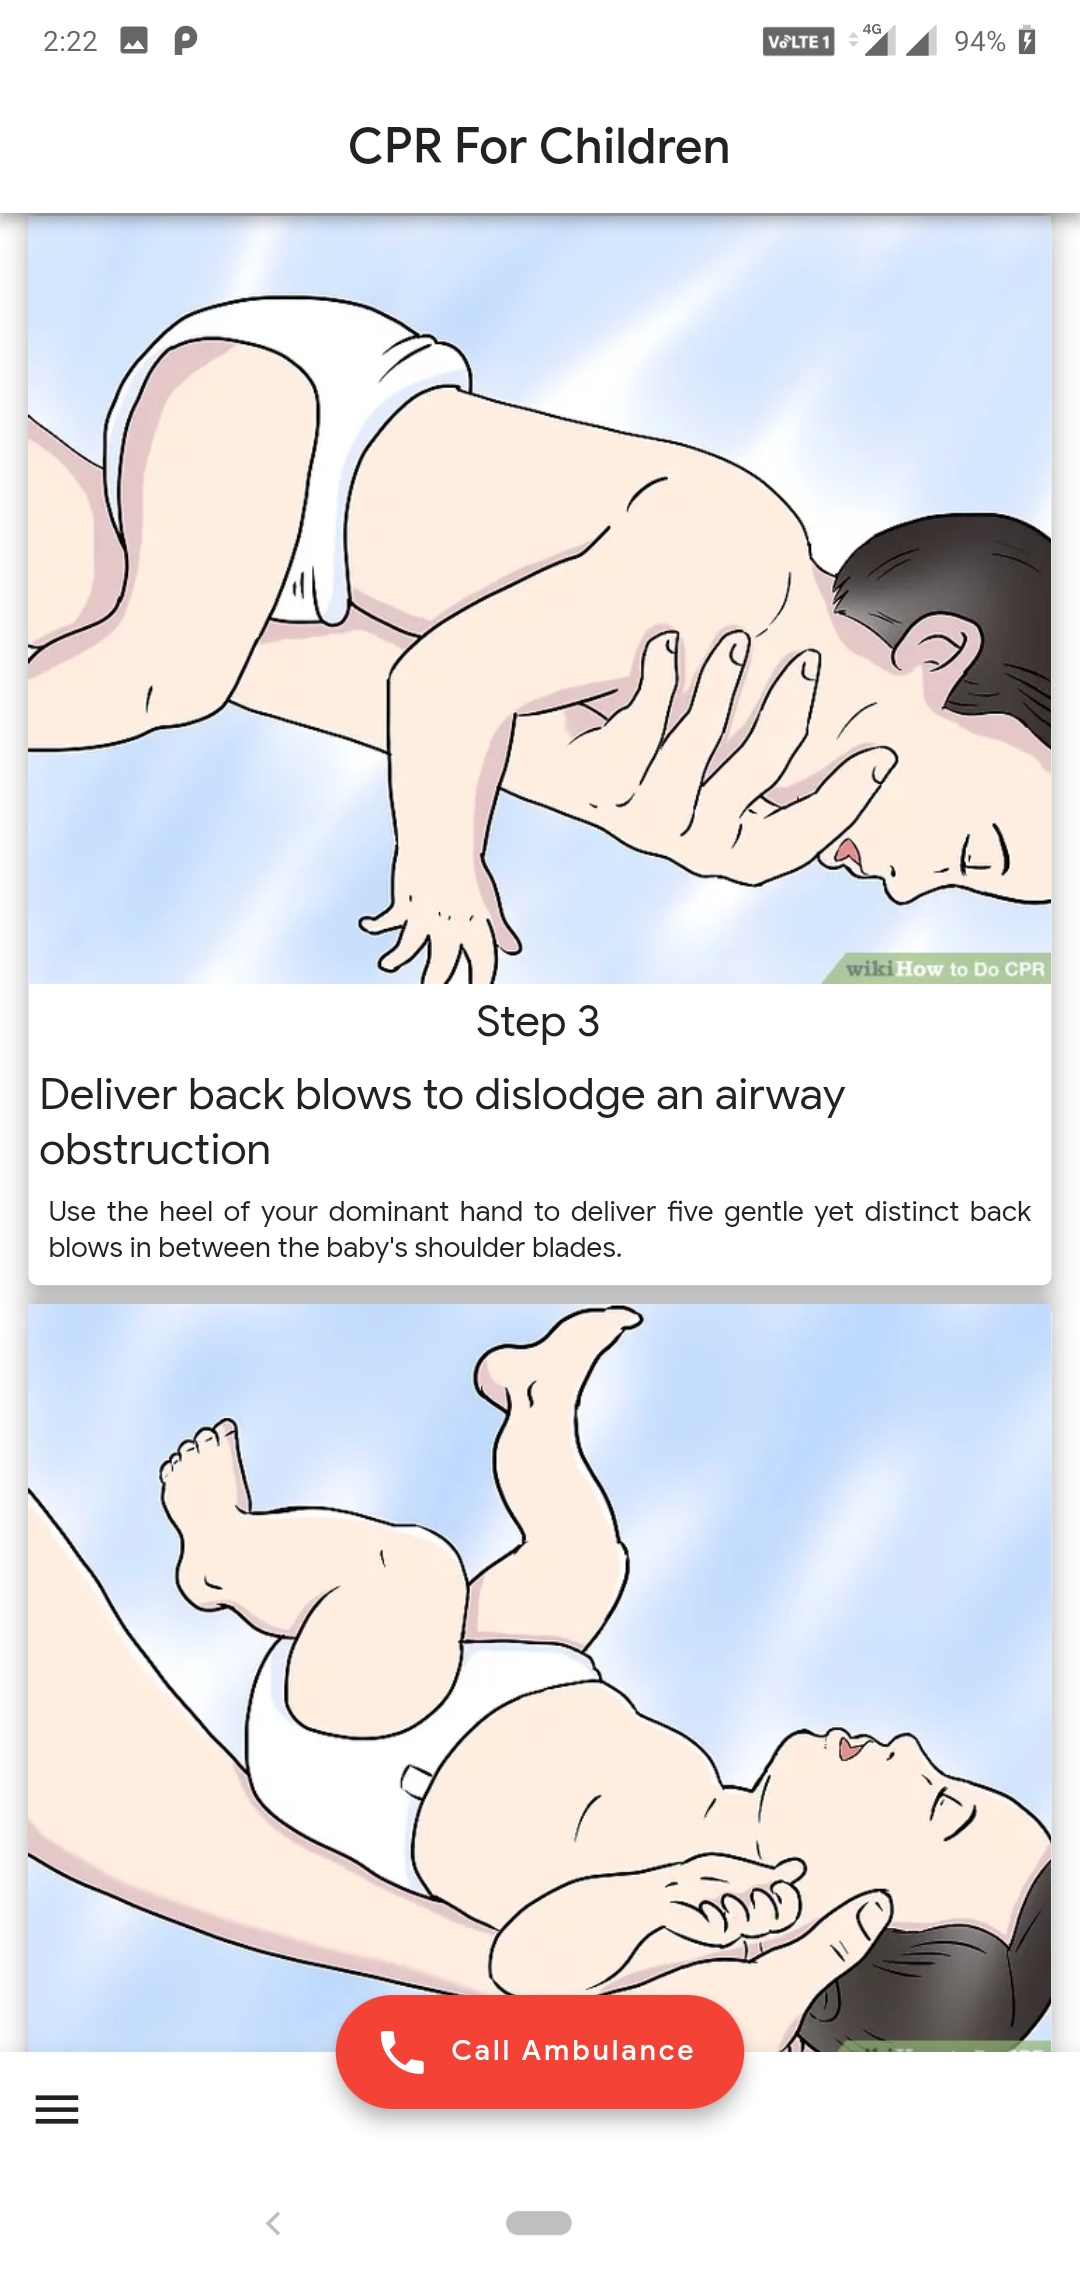 2:22
VoLTE 1
4G
94%
CPR For Children
wikiHow to Do CPR
Step 3
Deliver back blows to dislodge an airway
obstruction
Use the heel of your dominant hand to deliver five gentle yet distinct back
blows in between the baby's shoulder blades.
Call Ambulance